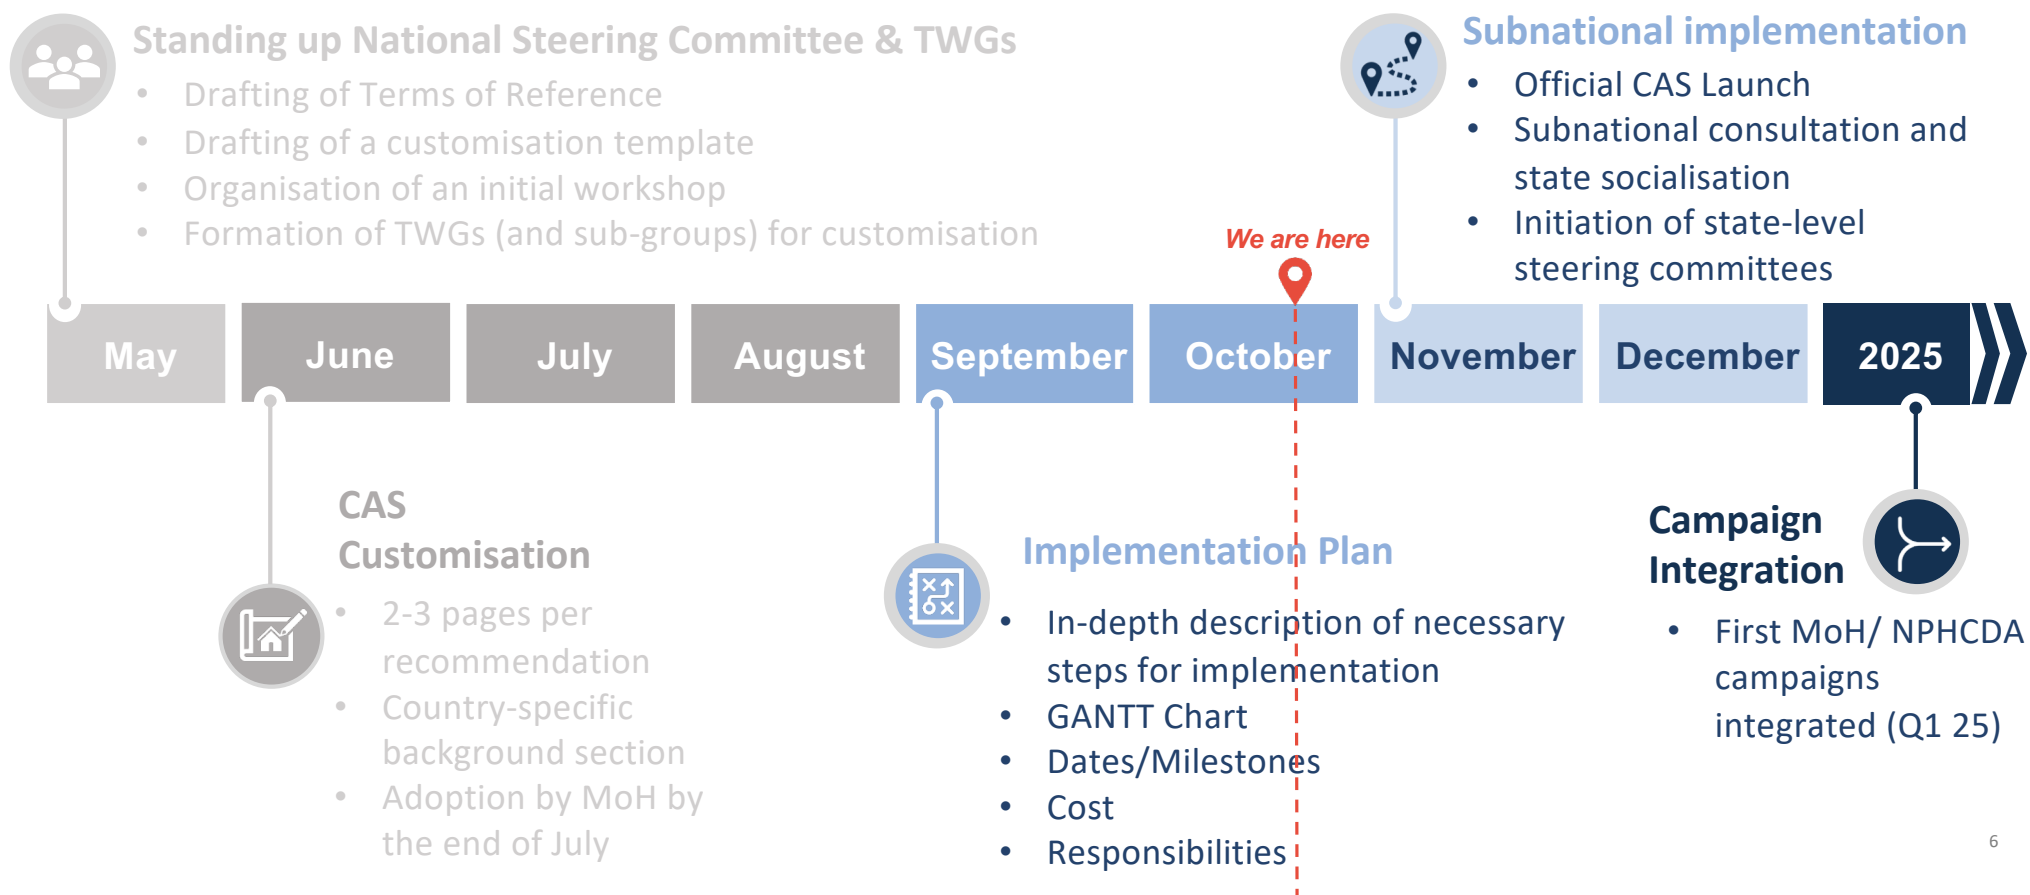 Standing up National Steering Committee & TWGs
• Drafting of Terms of Reference
• Drafting of a customisation template
• Organisation of an initial workshop
• Formation of TWGs (and sub-groups) for customisation
Subnational implementation
• Official CAS Launch
• Subnational consultation and
state socialisation
• Initiation of state-level
steering committees
We are here
May
June
July
August
September
October
November
December
2025
CAS
Customisation
• 2-3 pages per
recommendation
• Country-specific
background section
• Adoption by MoH by
the end of July
Implementation Plan
• In-depth description of necessary
steps for implementation
• GANTT Chart
• Dates/Milestones
• Cost
• Responsibilities
Campaign
Integration
• First MoH/ NPHCDA
campaigns
integrated (Q1 25)
6